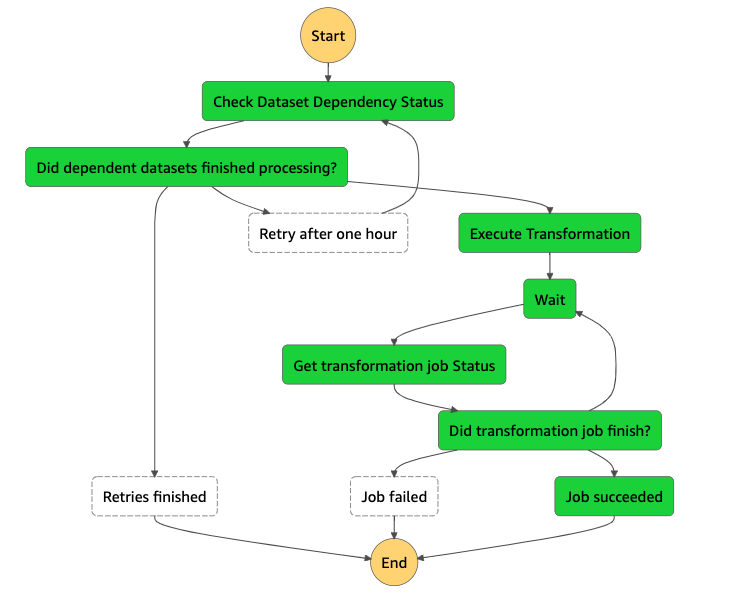 Start
Check Dataset Dependency Status
Did dependent datasets finished processing?
Retry after one hour
Execute Transformation
Wait
Get transformation job Status
Did transformation job finish?
Retries finished
Job failed
Job succeeded
End